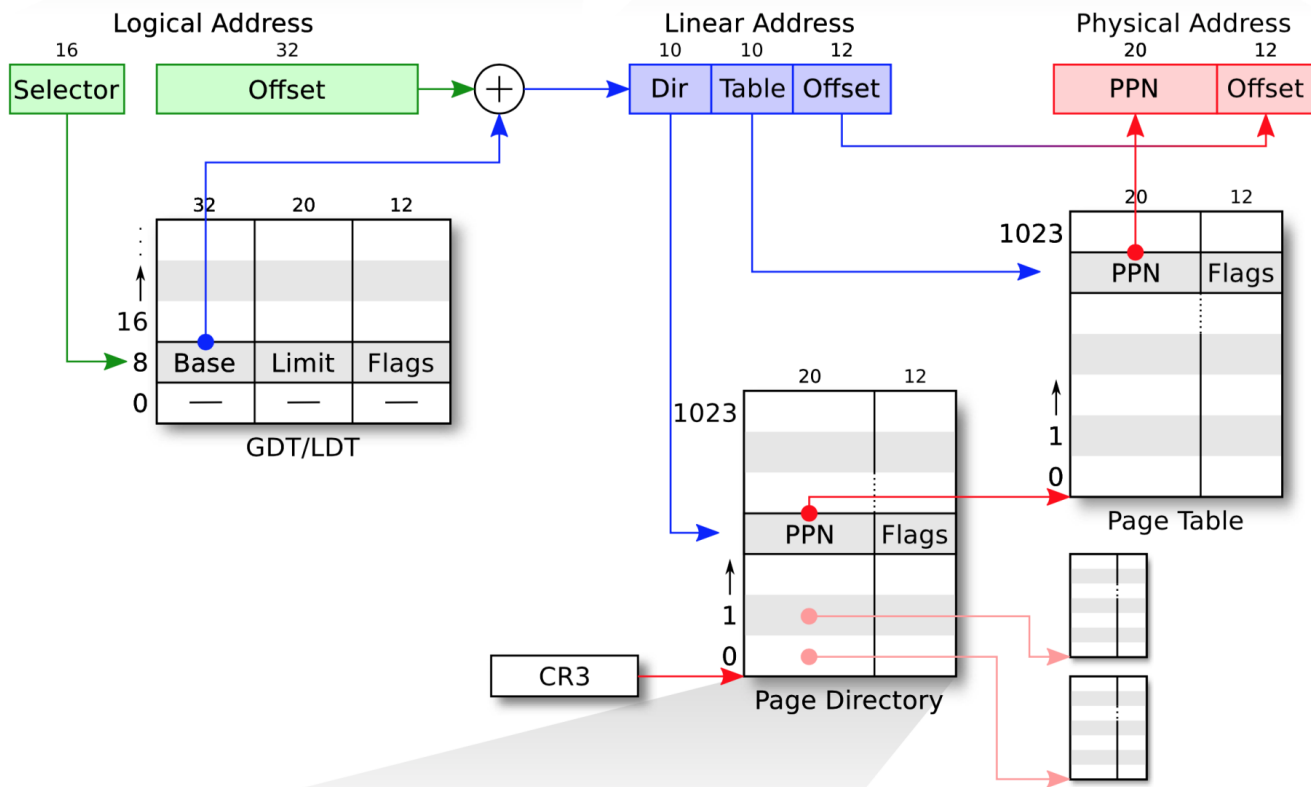 Logical Address
Linear Address
Physical Address
16
32
10
10
12
20
12
Selector
Offset
+
Dir
Table
Offset
PPN
Offset
32
20
12
16
8
0
Base
Limit
Flags
GDT/LDT
20
12
1023
PPN
Flags
1
0
Page Table
20
12
1023
PPN
Flags
1
0
Page Directory
CR3